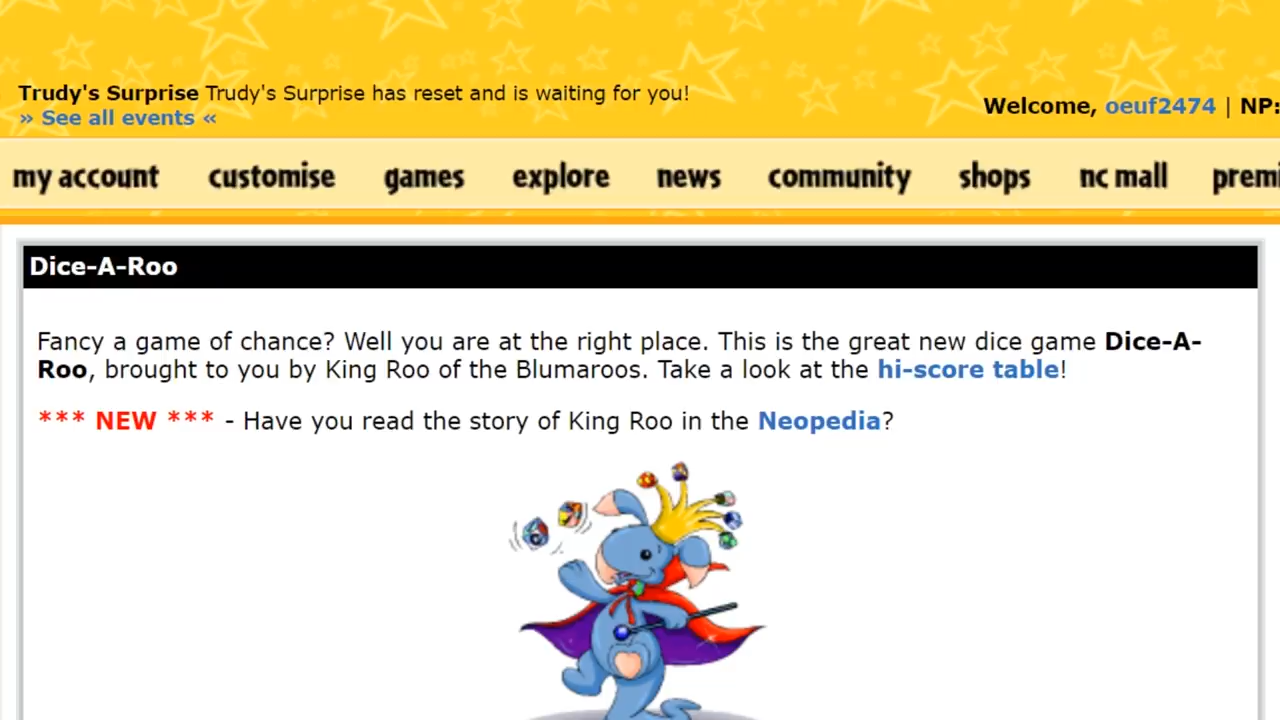 Trudy's Surprise Trudy's Surprise has reset and is waiting for you!
» See all events «
Welcome, oeuf2474 | NP:
my account customise games explore news community shops nc mall premi
Dice-A-Roo
Fancy a game of chance? Well you are at the right place. This is the great new dice game Dice-A-
Roo, brought to you by King Roo of the Blumaroos. Take a look at the hi-score table!
*** NEW *** - Have you read the story of King Roo in the Neopedia?